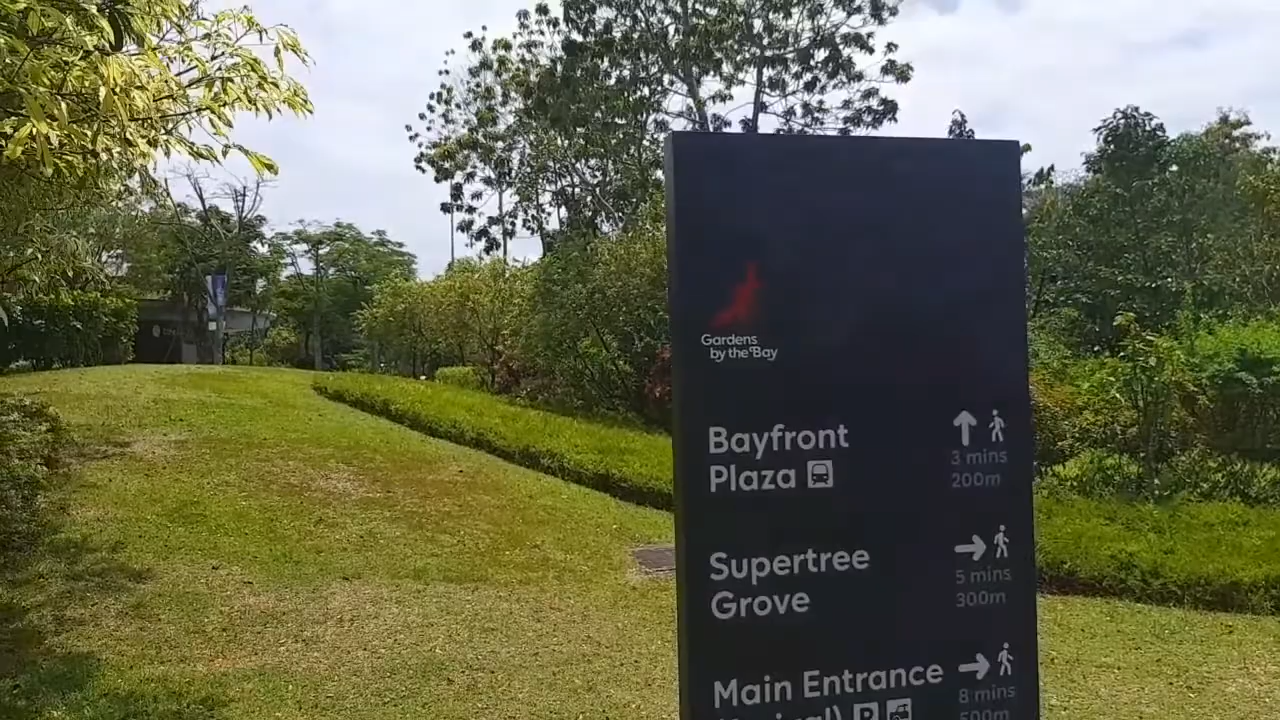 Gardens
by the Bay
Bayfront
Plaza
3 mins
200m
Supertree
Grove
5 mins
300m
Main Entrance
8 mins
500m